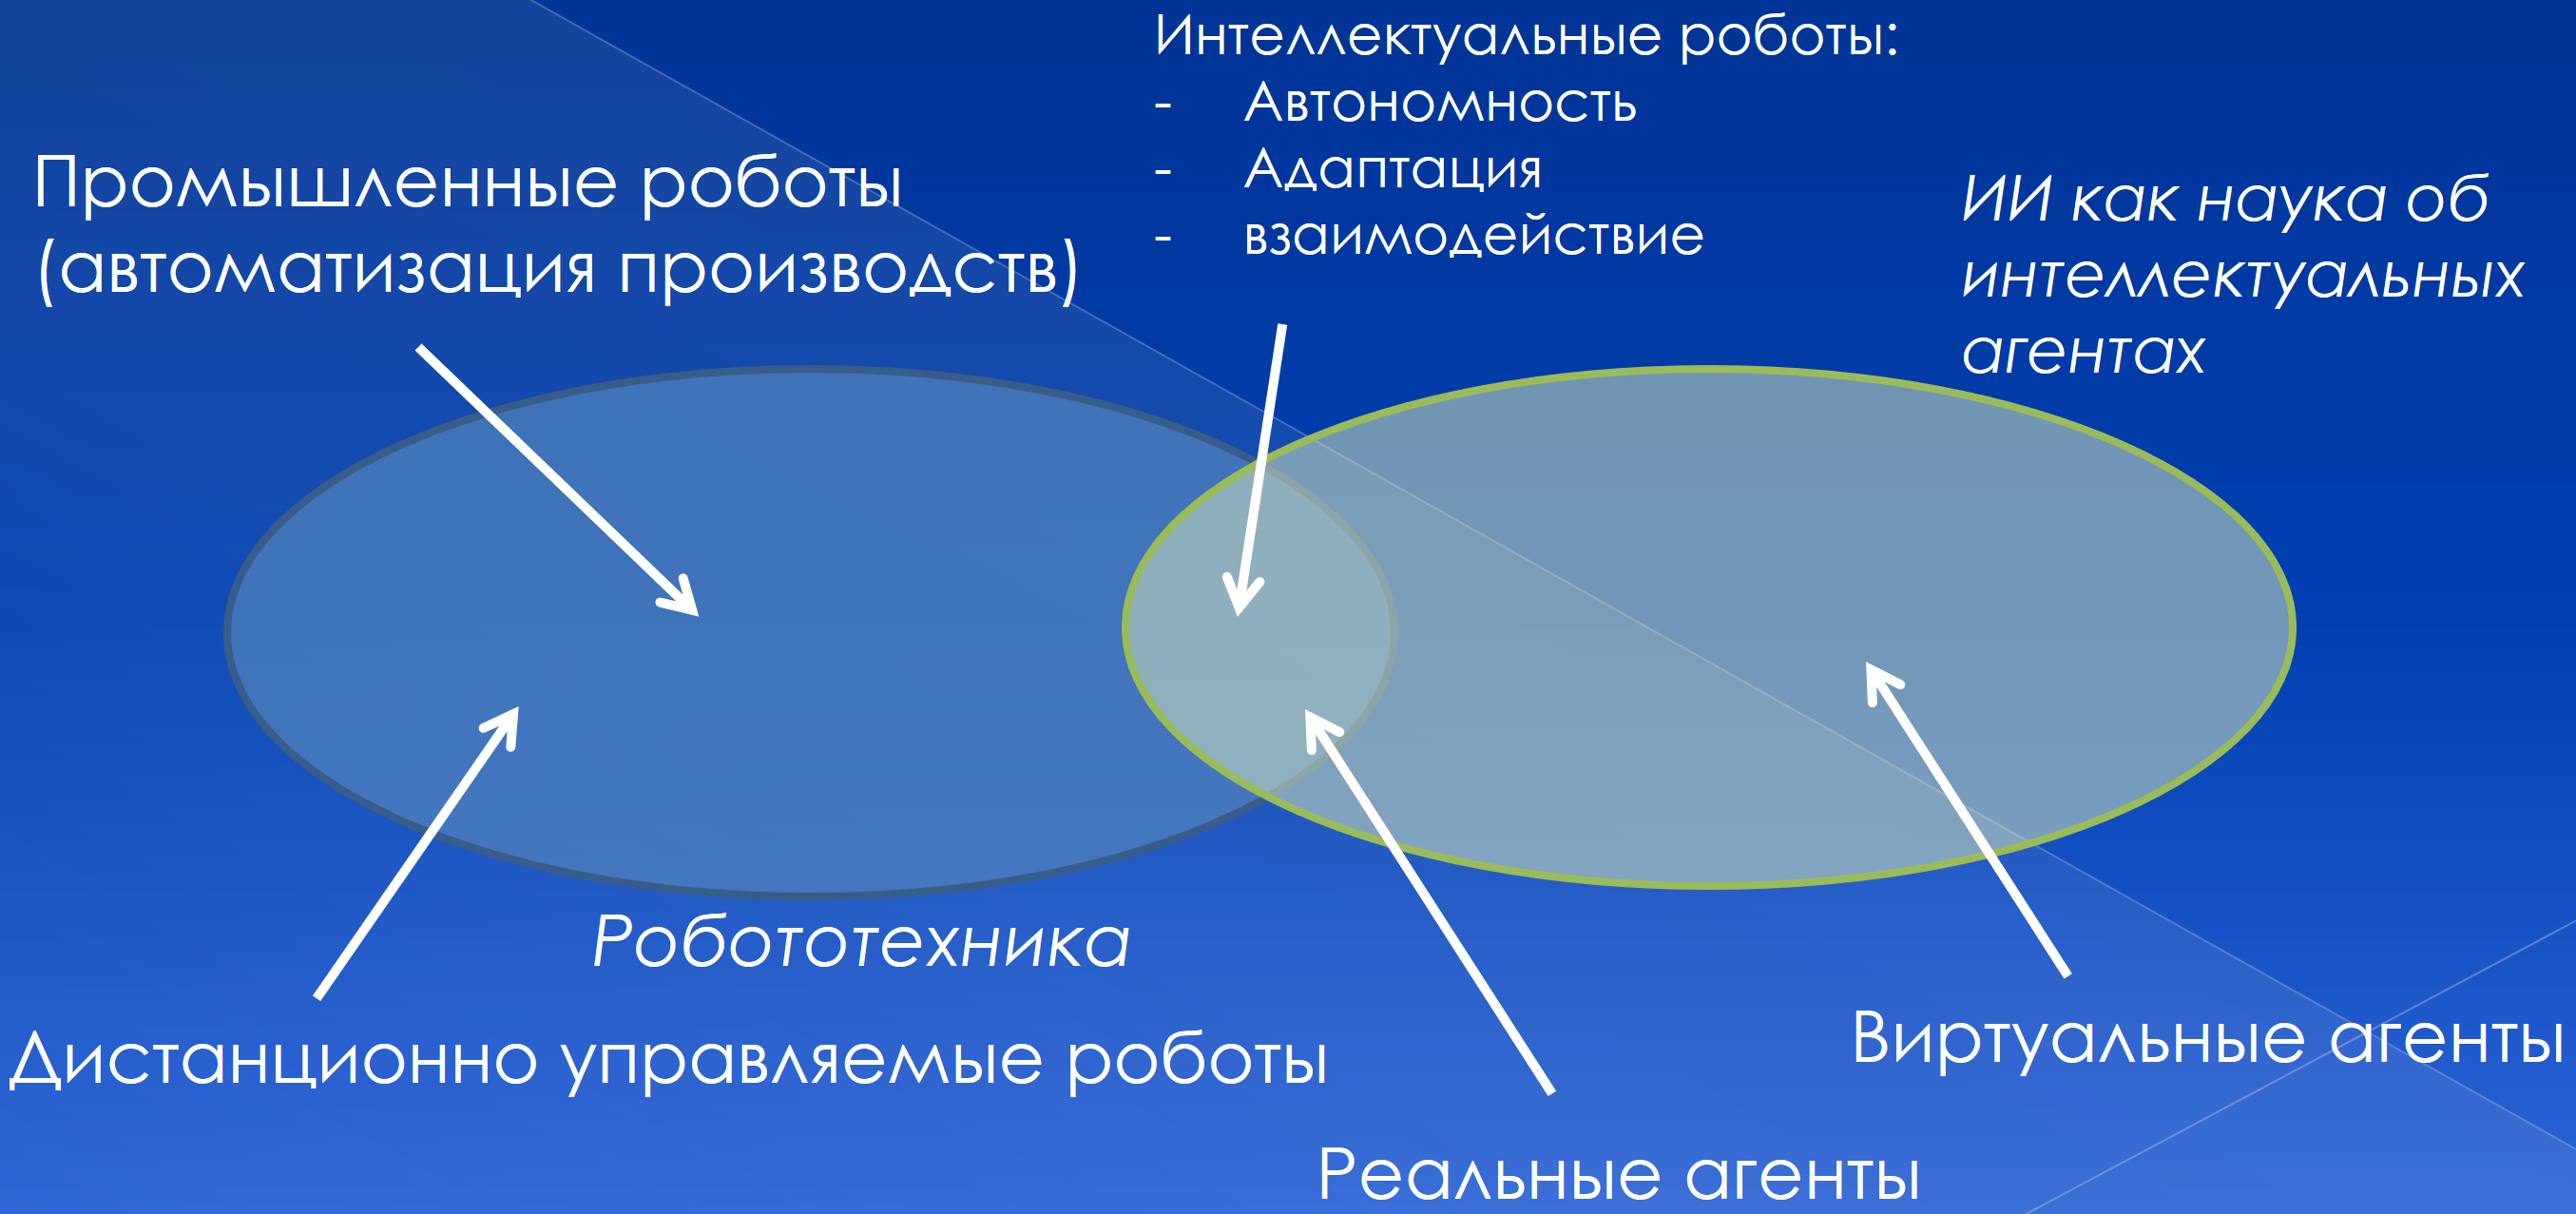 Интеллектуальные роботы:
- Автономность
- Адаптация
- взаимодействие
Промышленные роботы
(автоматизация производств)
ИИ как наука об
интеллектуальных
агентах
Робототехника
Дистанционно управляемые роботы
Виртуальные агенты
Реальные агенты